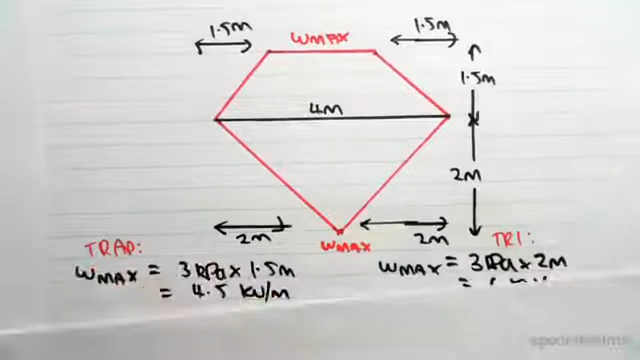 1.5m
WMAX
1.5m
1.5m
4m
2m
2m
WMAX
2m
TRAP:
WMAX = 3kPa x 1.5m
= 4.5 kN/m
TRI:
WMAX = 3kPa x 2m
=